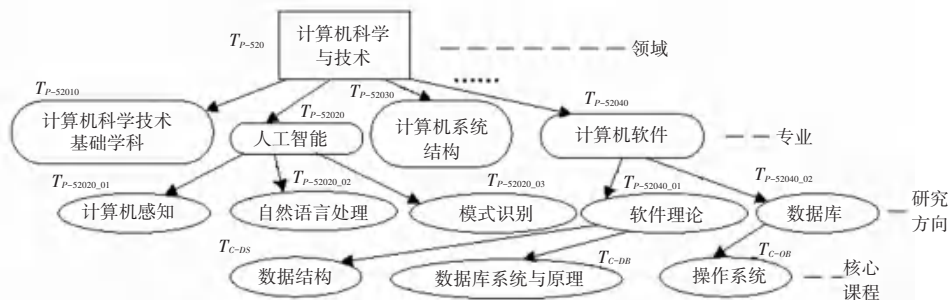 T_{P-520}
计算机科学
与技术
领域
T_{P-52010}
T_{P-52020}
T_{P-52030}
......
T_{P-52040}
计算机科学技术
基础学科
人工智能
计算机系统
结构
计算机软件
专业
T_{P-52020_01}
T_{P-52020_02}
T_{P-52020_03}
T_{P-52040_01}
T_{P-52040_02}
计算机感知
自然语言处理
模式识别
软件理论
数据库
研究
方向
T_{C-DS}
T_{C-DB}
T_{C-OB}
数据结构
数据库系统与原理
操作系统
核心
课程